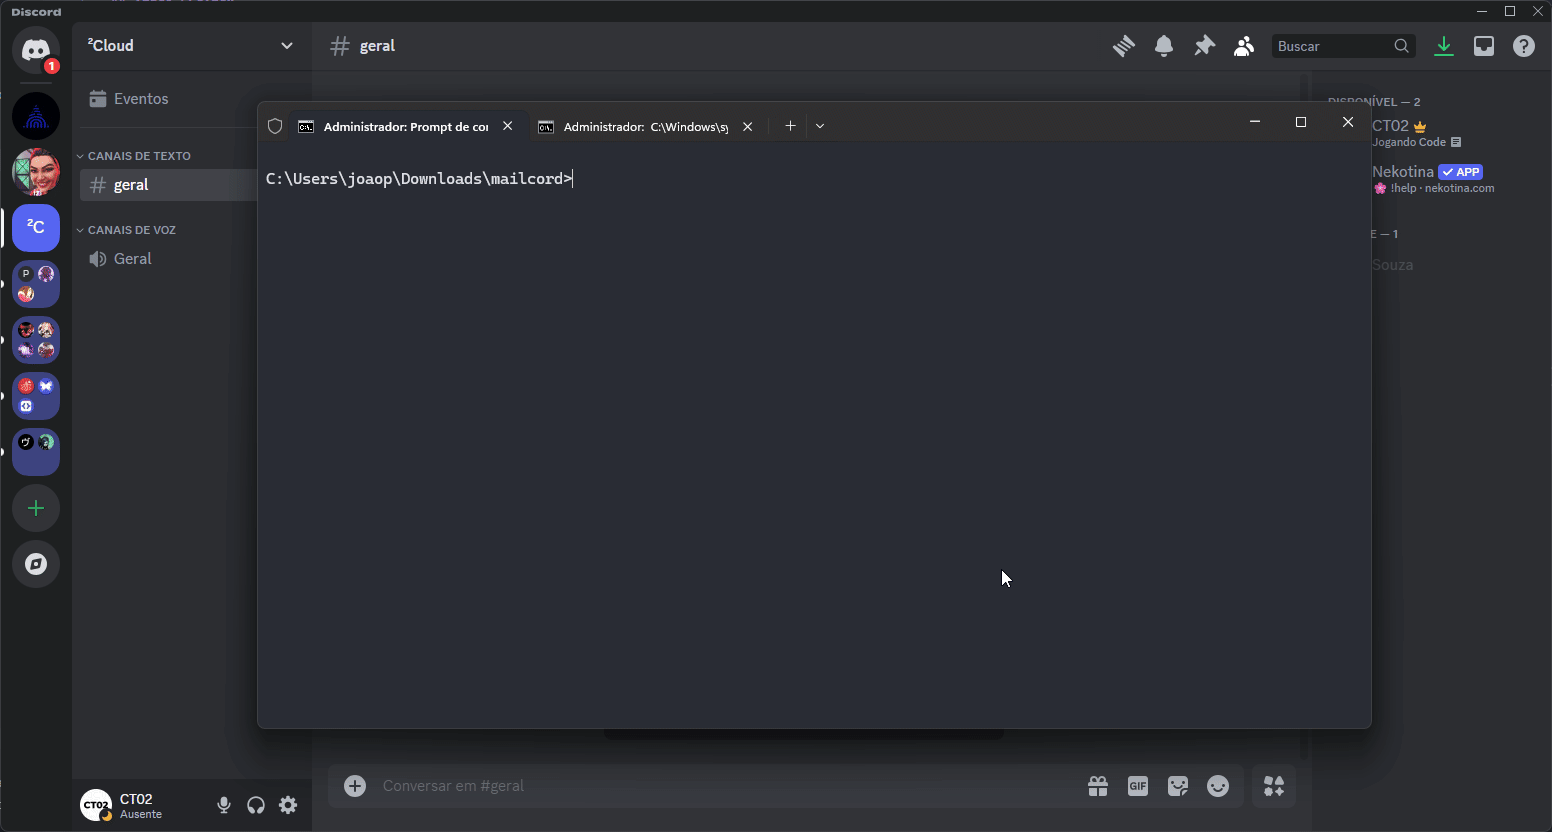 Discord
1
²Cloud
geral
Buscar
Eventos
CANAIS DE TEXTO
geral
CANAIS DE VOZ
Geral
²C
P
Administrador: Prompt de co
Administrador: C:\Windows\s
C:\Users\joaop\Downloads\mailcord>
DISPONÍVEL — 2
CT02
Jogando Code
Nekotina APP
!help · nekotina.com
E — 1
Souza
Conversar em #geral
GIF
CT02
CT02
Ausente